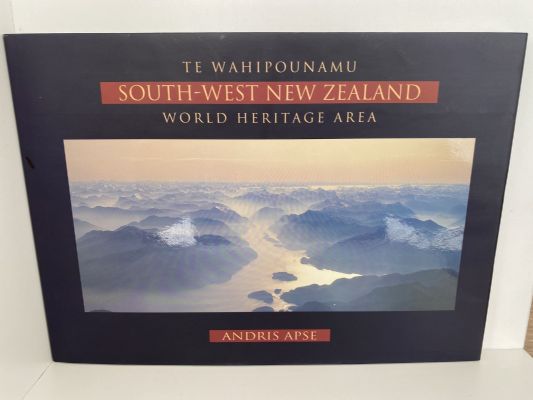 TE WAHIPOUNAMU
SOUTH-WEST NEW ZEALAND
WORLD HERITAGE AREA
ANDRIS APSE